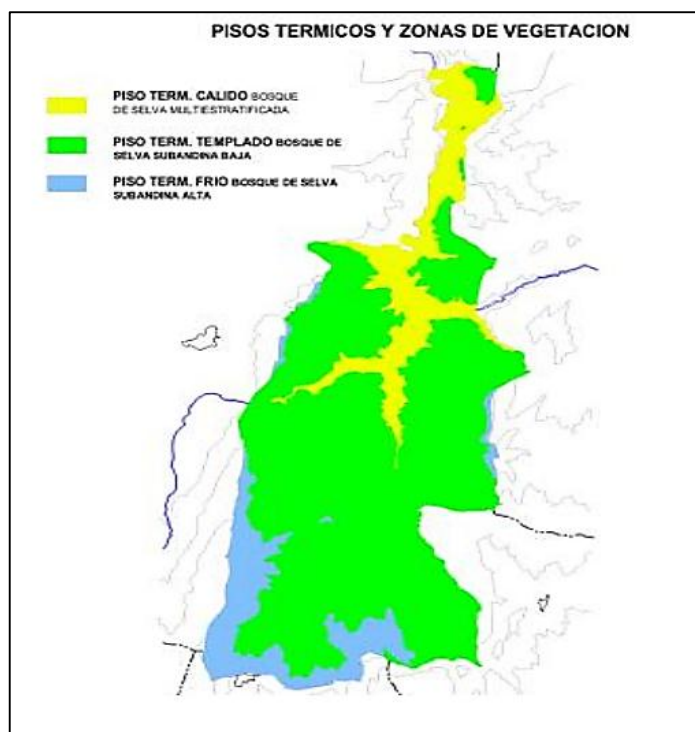 PISOS TERMICOS Y ZONAS DE VEGETACION
PISO TERM. CALIDO BOSQUE
DE SELVA MULTIESTRATIFICADA
PISO TERM. TEMPLADO BOSQUE DE
SELVA SUBANDINA BAJA
PISO TERM. FRIO BOSQUE DE SELVA
SUBANDINA ALTA